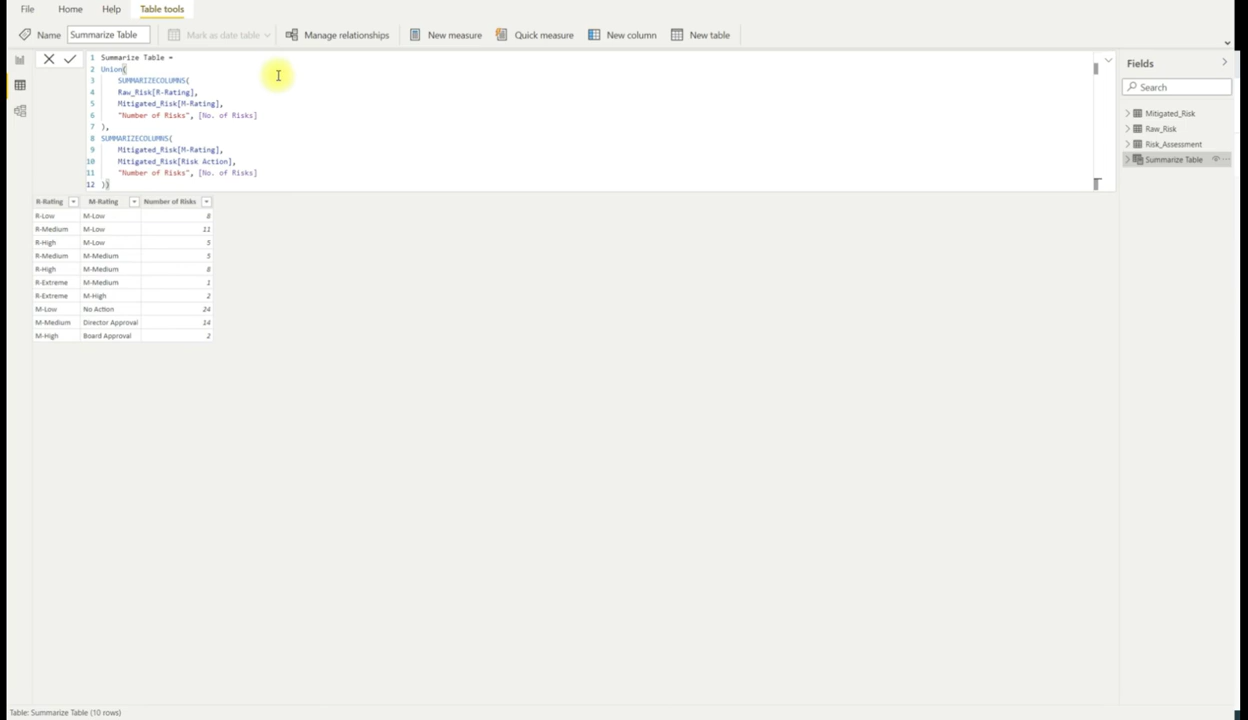 File Home Help Table tools
Name Summarize Table Mark as date table Manage relationships New measure Quick measure New column New table
1 Summarize Table =
2 Union(
3 SUMMARIZECOLUMNS(
4 Raw_Risk[R-Rating],
5 Mitigated_Risk[M-Rating],
6 "Number of Risks", [No. of Risks]
7 ),
8 SUMMARIZECOLUMNS(
9 Mitigated_Risk[M-Rating],
10 Mitigated_Risk[Risk Action],
11 "Number of Risks", [No. of Risks]
12 ))
R-Rating M-Rating Number of Risks
R-Low M-Low 8
R-Medium M-Low 11
R-High M-Low 5
R-Medium M-Medium 5
R-High M-Medium 8
R-Extreme M-Medium 1
R-Extreme M-High 2
M-Low No Action 24
M-Medium Director Approval 14
M-High Board Approval 2
Fields
Search
Mitigated_Risk
Raw_Risk
Risk_Assessment
Summarize Table
Table: Summarize Table (10 rows)